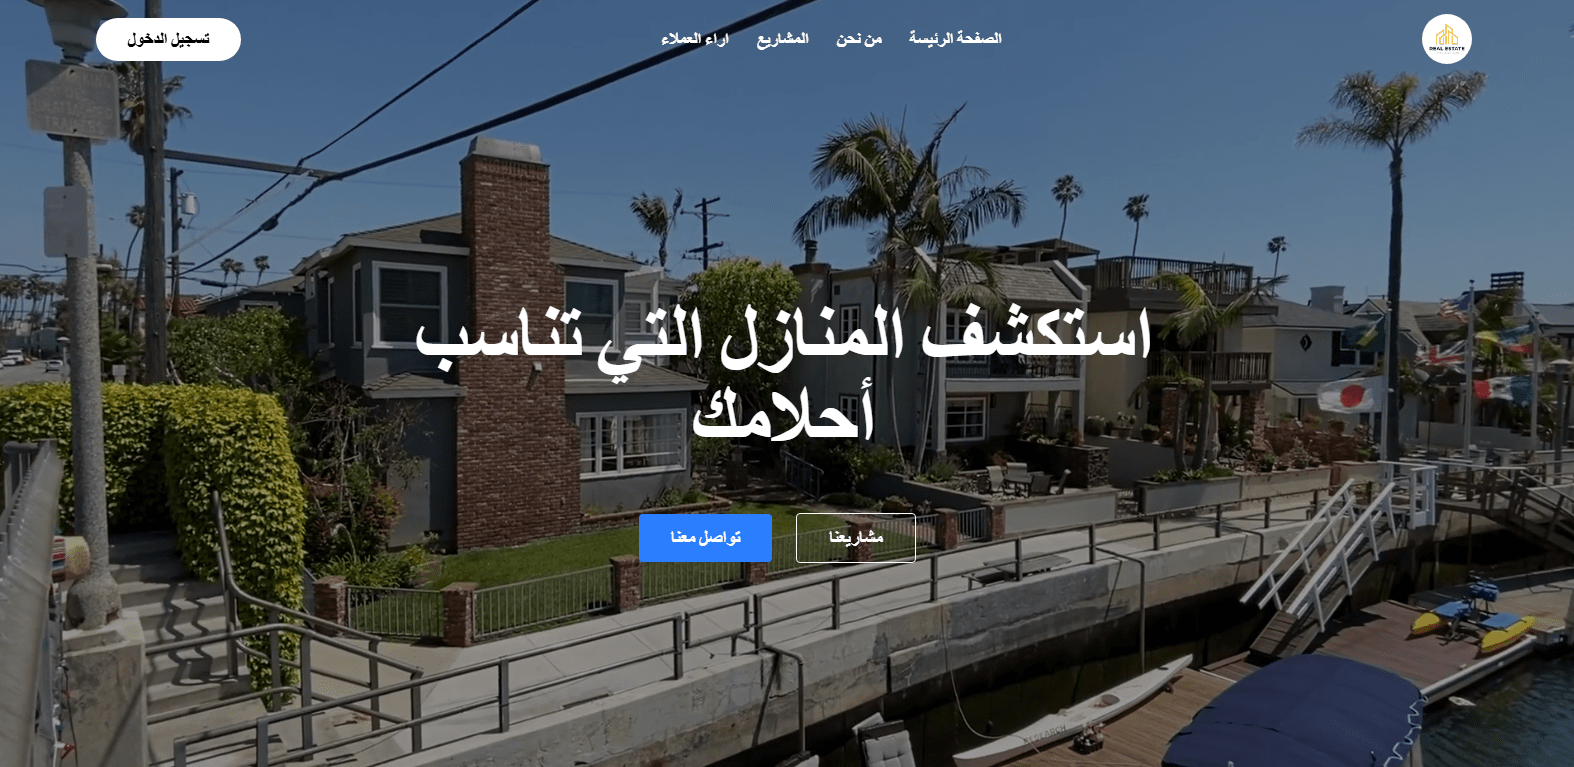 REAL ESTATE
الصفحة الرئيسة
من نحن
المشاريع
اراء العملاء
تسجيل الدخول
استكشف المنازل التي تناسب
أحلامك
مشاريعنا
تواصل معنا
RESEARCH